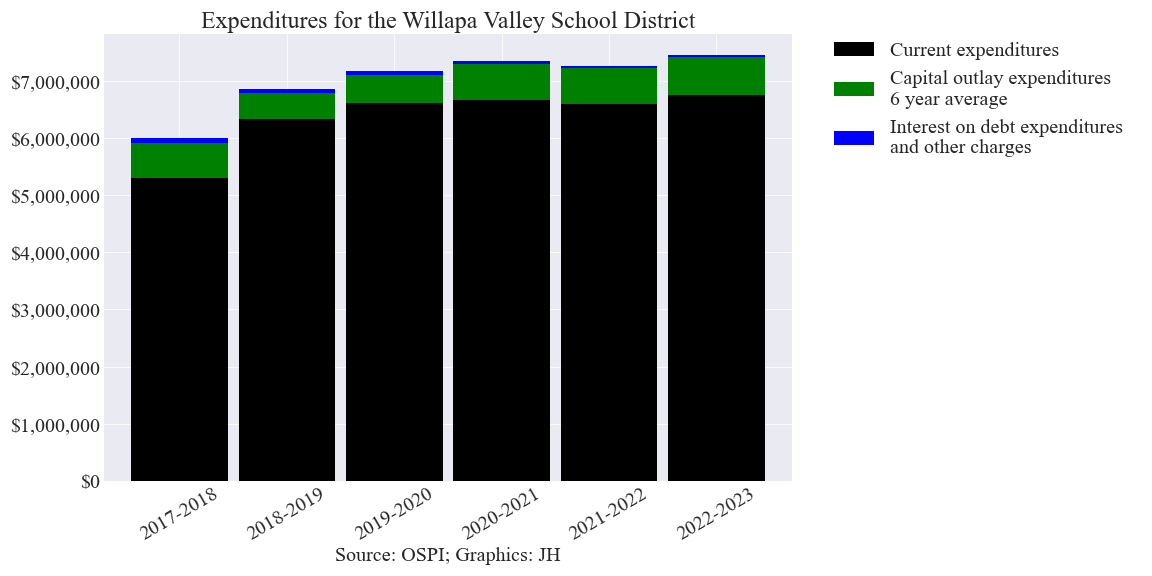 Expenditures for the Willapa Valley School District
$7,000,000
$6,000,000
$5,000,000
$4,000,000
$3,000,000
$2,000,000
$1,000,000
$0
2017-2018
2018-2019
2019-2020
2020-2021
2021-2022
2022-2023
Source: OSPI; Graphics: JH
Current expenditures
Capital outlay expenditures
6 year average
Interest on debt expenditures
and other charges